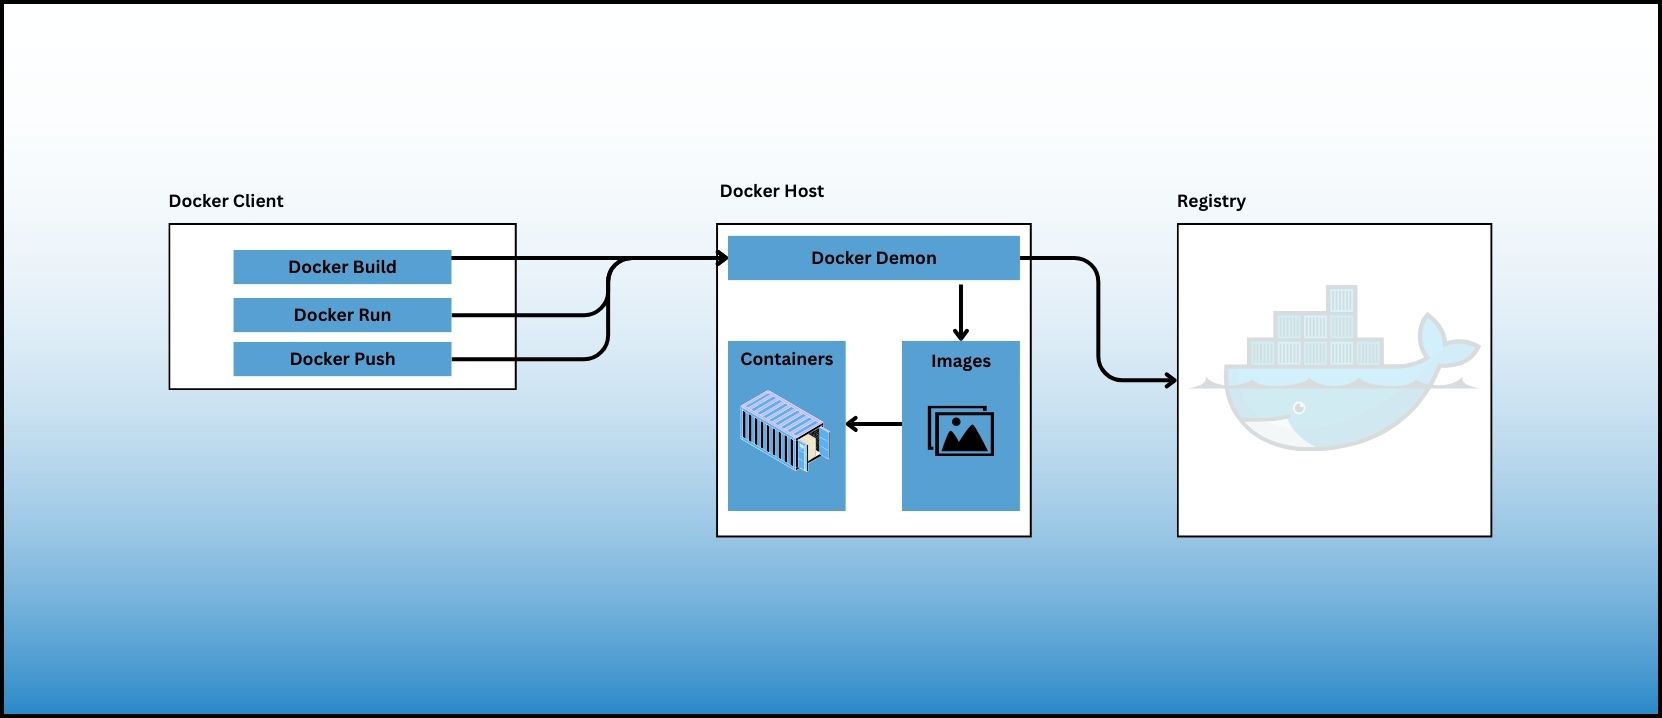 Docker Client
Docker Build
Docker Run
Docker Push
Docker Host
Docker Demon
Containers
Images
Registry